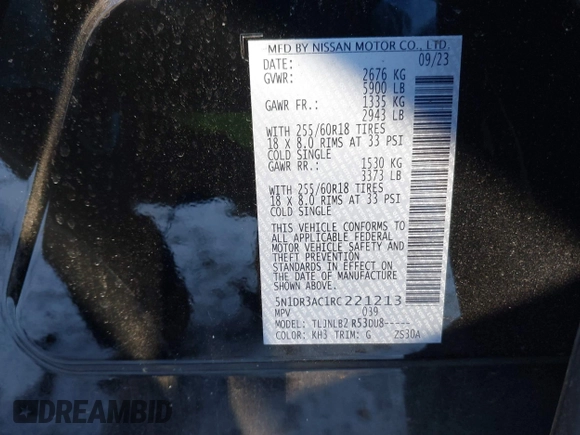 MFD BY NISSAN MOTOR CO., LTD.
DATE: 09/23
GVWR: 2676 KG
5900 LB
GAWR FR.: 1335 KG
2943 LB
WITH 255/60R18 TIRES
18 X 8.0 RIMS AT 33 PSI
COLD SINGLE
GAWR RR.: 1530 KG
3373 LB
WITH 255/60R18 TIRES
18 X 8.0 RIMS AT 33 PSI
COLD SINGLE
THIS VEHICLE CONFORMS TO
ALL APPLICABLE FEDERAL
MOTOR VEHICLE SAFETY AND
THEFT PREVENTION
STANDARDS IN EFFECT ON
THE DATE OF MANUFACTURE
SHOWN ABOVE.
5N1DR3AC1RC221213
MPV 039
MODEL: TLJNLBZ R53DU8-----
COLOR: KH3 TRIM: G 2S30A
DREAMBID